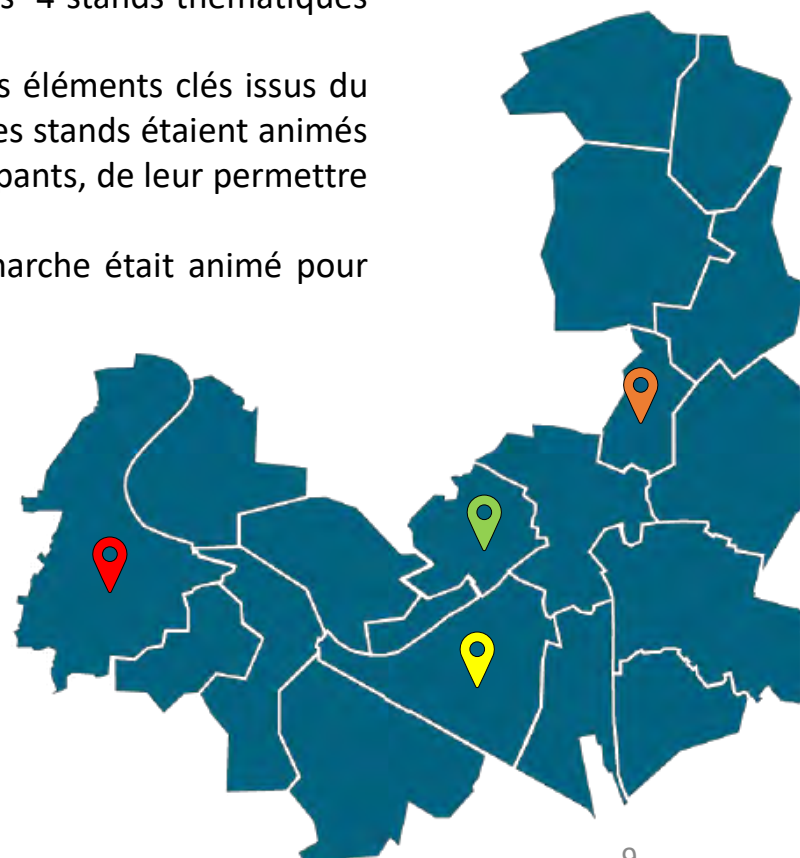 s 4 stands thématiques
s éléments clés issus du
es stands étaient animés
pants, de leur permettre
narche était animé pour
9